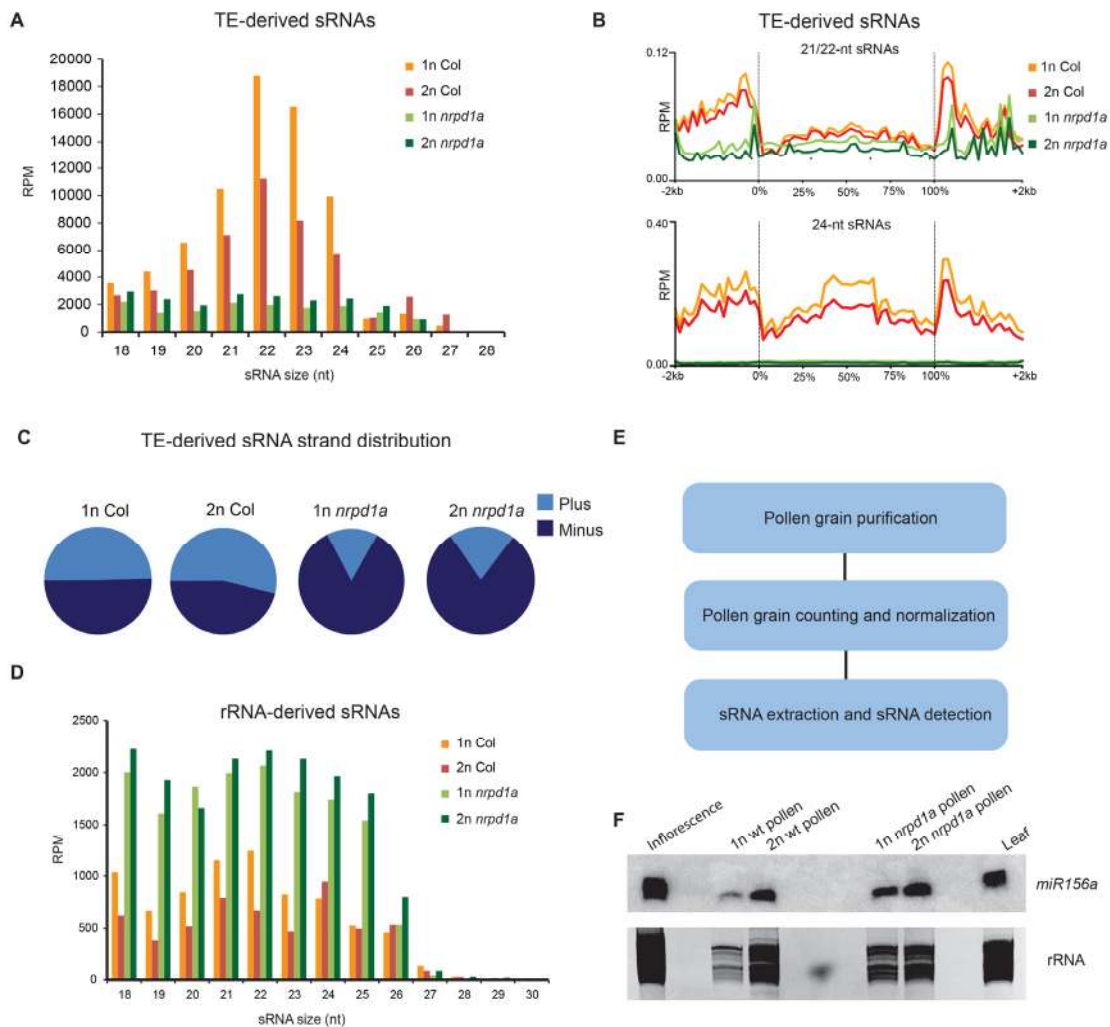 A
TE-derived sRNAs
RPM
20000
18000
16000
14000
12000
10000
8000
6000
4000
2000
0
1n Col
2n Col
1n nrpd1a
2n nrpd1a
18 19 20 21 22 23 24 25 26 27 28
sRNA size (nt)
B
TE-derived sRNAs
21/22-nt sRNAs
0.12
RPM
0.00
-2kb 0% 25% 50% 75% 100% +2kb
1n Col
2n Col
1n nrpd1a
2n nrpd1a
24-nt sRNAs
0.40
RPM
0.00
-2kb 0% 25% 50% 75% 100% +2kb
C
TE-derived sRNA strand distribution
1n Col
2n Col
1n nrpd1a
2n nrpd1a
Plus
Minus
D
rRNA-derived sRNAs
RPM
2500
2000
1500
1000
500
0
1n Col
2n Col
1n nrpd1a
2n nrpd1a
18 19 20 21 22 23 24 25 26 27 28 29 30
sRNA size (nt)
E
Pollen grain purification
Pollen grain counting and normalization
sRNA extraction and sRNA detection
F
Inflorescence
1n wt pollen
2n wt pollen
1n nrpd1a pollen
2n nrpd1a pollen
Leaf
miR156a
rRNA